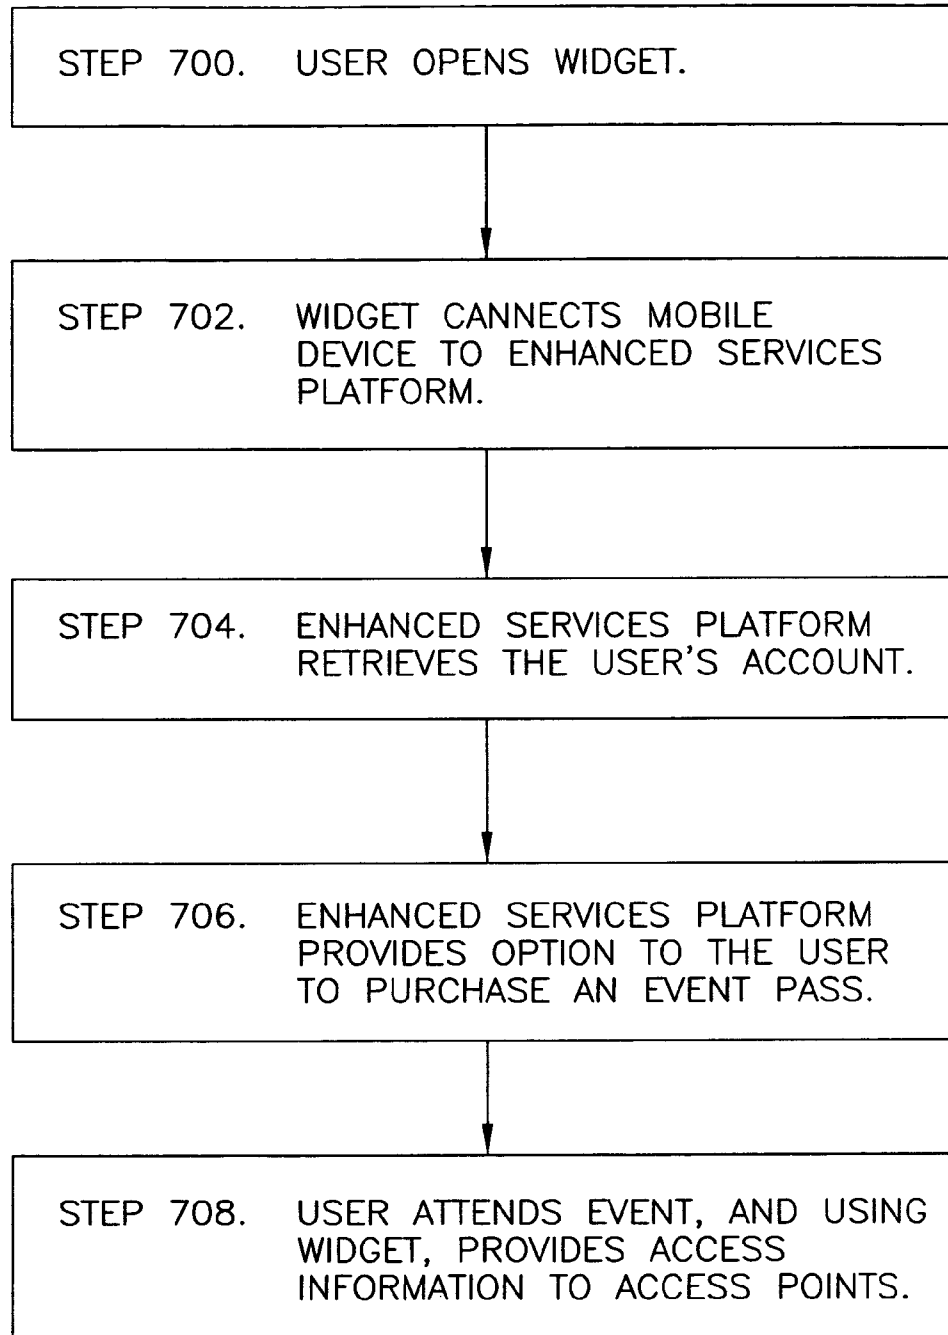 STEP 700. USER OPENS WIDGET.
STEP 702. WIDGET CANNECTS MOBILE
DEVICE TO ENHANCED SERVICES
PLATFORM.
STEP 704. ENHANCED SERVICES PLATFORM
RETRIEVES THE USER'S ACCOUNT.
STEP 706. ENHANCED SERVICES PLATFORM
PROVIDES OPTION TO THE USER
TO PURCHASE AN EVENT PASS.
STEP 708. USER ATTENDS EVENT, AND USING
WIDGET, PROVIDES ACCESS
INFORMATION TO ACCESS POINTS.